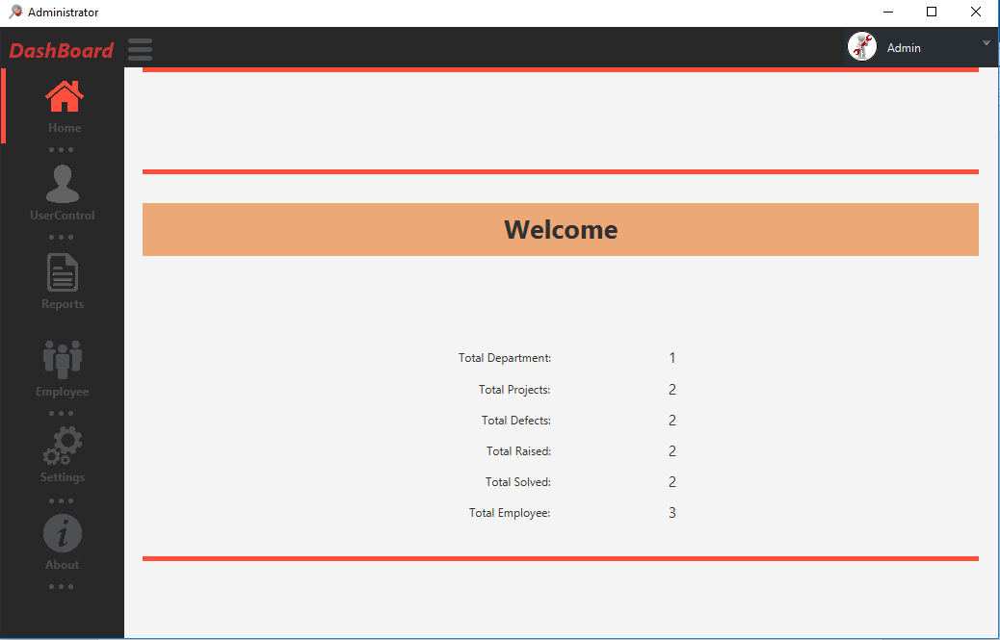 Administrator
DashBoard
Admin
Home
UserControl
Reports
Employee
Settings
About
Welcome
Total Department: 1
Total Projects: 2
Total Defects: 2
Total Raised: 2
Total Solved: 2
Total Employee: 3